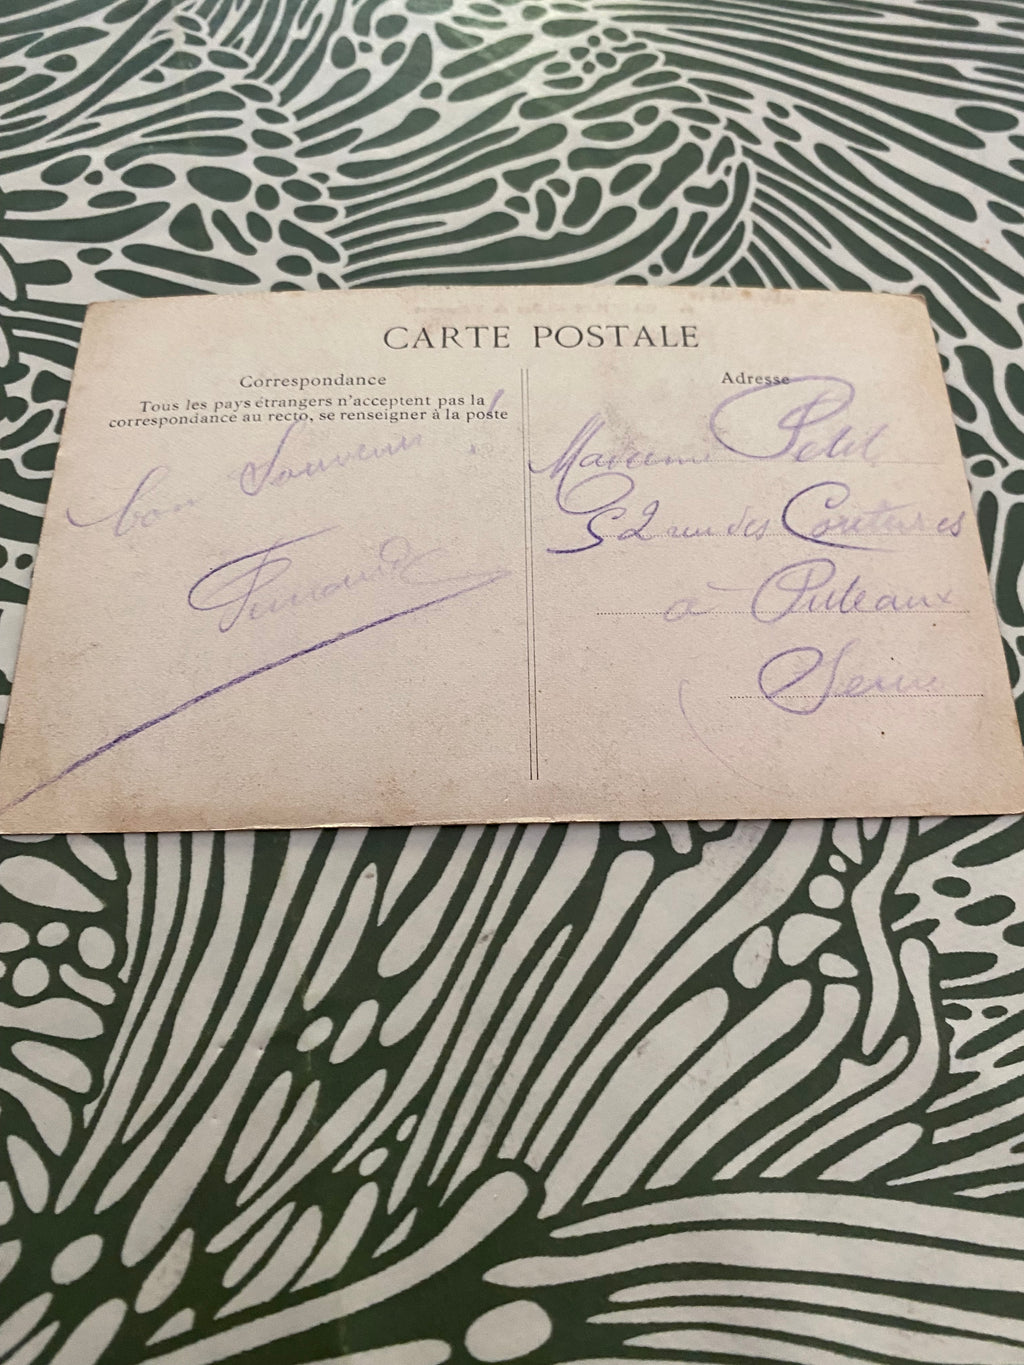 CARTE POSTALE
Correspondance
Tous les pays étrangers n'acceptent pas la
correspondance au recto, se renseigner à la poste
bon Souvenir
Fernande
Adresse
Madame Petit
52 rue des
à Puteaux
Seine